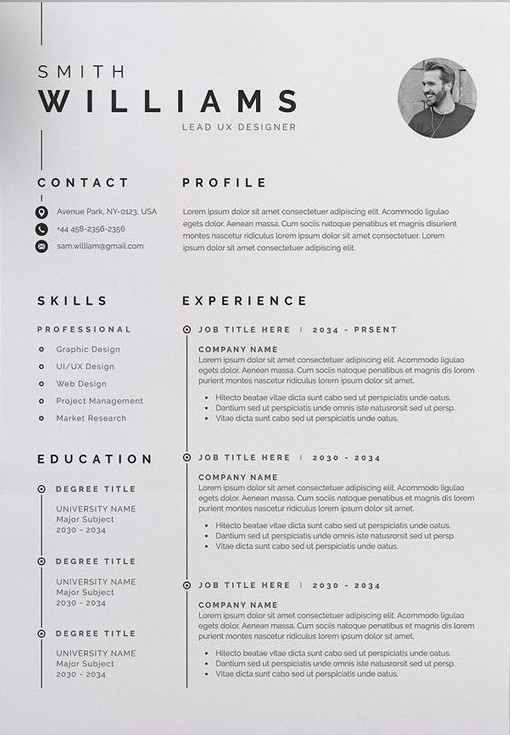 SMITH
WILLIAMS
LEAD UX DESIGNER
CONTACT
Avenue Park, NY-0123, USA
+44 458-2356-2356
sam.william@gmail.com
SKILLS
PROFESSIONAL
Graphic Design
UI/UX Design
Web Design
Project Management
Market Research
EDUCATION
DEGREE TITLE
UNIVERSITY NAME
Major Subject
2030 - 2034
DEGREE TITLE
UNIVERSITY NAME
Major Subject
2030 - 2034
DEGREE TITLE
UNIVERSITY NAME
Major Subject
2030 - 2034
PROFILE
Lorem ipsum dolor sit amet consectetuer adipiscing elit. Commodo ligulao
egets dolor. Aenean massa. Cum sociis natoque penatibus et magnis disurient
montes nascetur ridiculus lorem ipsum dolor sit amet consectetuer. Lorem
ipsum dolor sit amet consectetuer adipiscing elit.
EXPERIENCE
JOB TITLE HERE | 2034 - PRSENT
COMPANY NAME
Lorem ipsum dolor sit amet consectetuer adipiscing elit. Commodo ligulao
egets dolor. Aenean massa. Cum sociis natoque penatibus et magnis sed ets
purient montes nascetur ridiculus lorem ipsum dolor sit amet.
• Hitecto beatae vitae dicta sunt cabo sed ut perspiciatis unde oatus.
• Dantium sed ut perspiciatis unde omnis iste natusrorsit sed ut persp.
• Vitae dicta sunt cabo sed ut perspiciatis unde oatus.
JOB TITLE HERE | 2030 - 2034
COMPANY NAME
Lorem ipsum dolor sit amet consectetuer adipiscing elit. Commodo ligulao
egets dolor. Aenean massa. Cum sociis natoque penatibus et magnis sed ets
purient montes nascetur ridiculus lorem ipsum dolor sit amet.
• Hitecto beatae vitae dicta sunt cabo sed ut perspiciatis unde oatus.
• Dantium sed ut perspiciatis unde omnis iste natusrorsit sed ut persp.
• Vitae dicta sunt cabo sed ut perspiciatis unde oatus.
JOB TITLE HERE | 2030 - 2034
COMPANY NAME
Lorem ipsum dolor sit amet consectetuer adipiscing elit. Commodo ligulao
egets dolor. Aenean massa. Cum sociis natoque penatibus et magnis sed ets
purient montes nascetur ridiculus lorem ipsum dolor sit amet.
• Hitecto beatae vitae dicta sunt cabo sed ut perspiciatis unde oatus.
• Dantium sed ut perspiciatis unde omnis iste natusrorsit sed ut persp.
• Vitae dicta sunt cabo sed ut perspiciatis unde oatus.